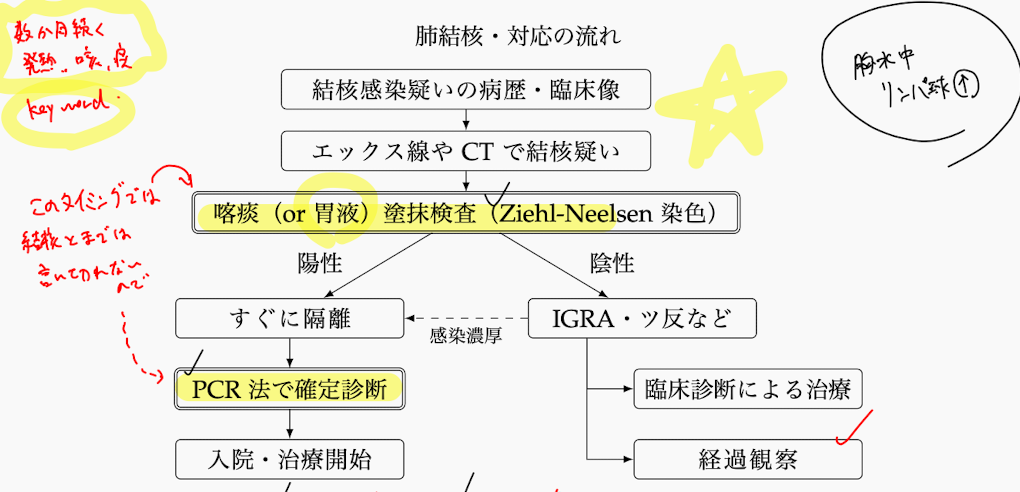 数か月続く
発熱、咳、痰
key word.
肺結核・対応の流れ
胸水中
リンパ球↑
結核感染疑いの病歴・臨床像
エックス線や CT で結核疑い
喀痰（or 胃液）塗抹検査（Ziehl-Neelsen 染色）
このタイミングでは
結核とまでは
言い切れない
ので
陽性
陰性
すぐに隔離
感染濃厚
IGRA・ツ反など
PCR 法で確定診断
臨床診断による治療
入院・治療開始
経過観察